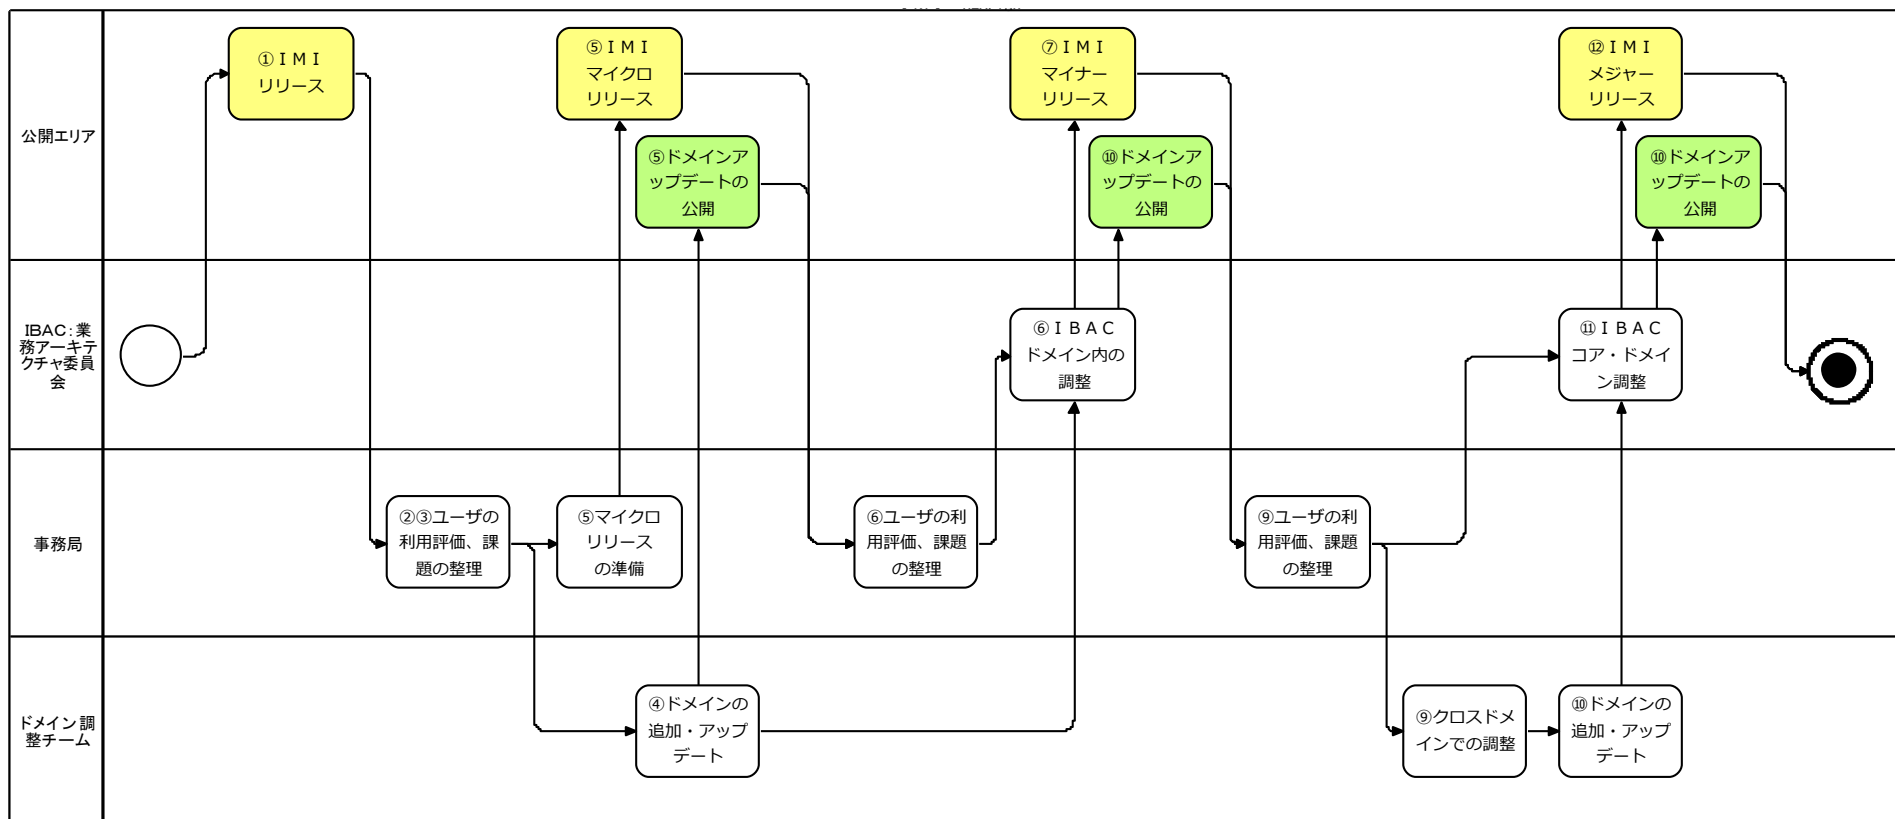 公開エリア
①ＩＭＩ
リリース
⑤ＩＭＩ
マイクロ
リリース
⑤ドメインア
ップデートの
公開
⑦ＩＭＩ
マイナー
リリース
⑩ドメインア
ップデートの
公開
⑫ＩＭＩ
メジャー
リリース
⑩ドメインア
ップデートの
公開
IBAC：業
務アーキテ
クチャ委員
会
⑥ＩＢＡＣ
ドメイン内の
調整
⑪ＩＢＡＣ
コア・ドメイ
ン調整
事務局
②③ユーザの
利用評価、課
題の整理
⑤マイクロ
リリース
の準備
⑥ユーザの利
用評価、課題
の整理
⑨ユーザの利
用評価、課題
の整理
ドメイン調
整チーム
④ドメインの
追加・アップ
デート
⑨クロスドメ
インでの調整
⑩ドメインの
追加・アップ
デート